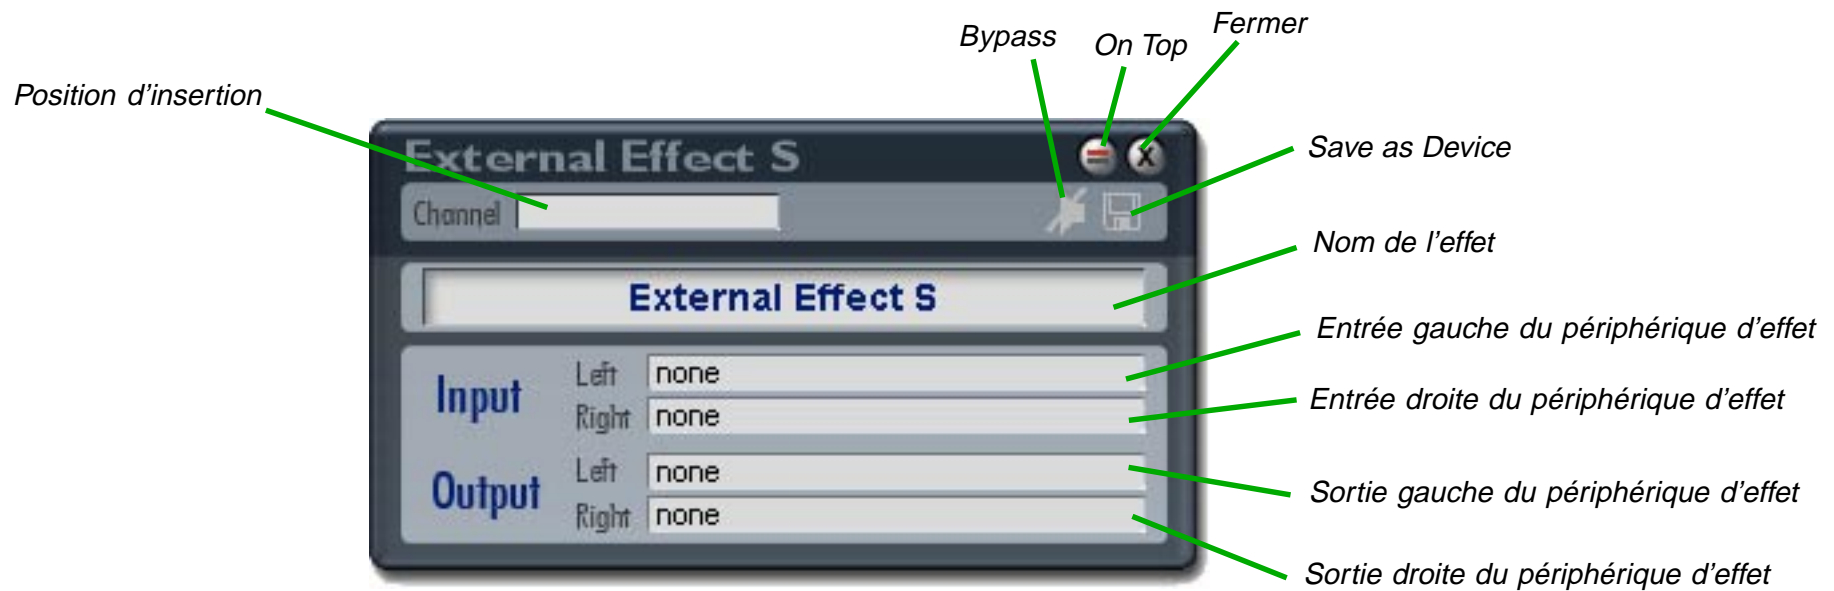 Fermer
Bypass
On Top
Position d'insertion
External Effect S
Save as Device
Channel
Nom de l'effet
External Effect S
Entrée gauche du périphérique d'effet
Input
Left none
Right none
Entrée droite du périphérique d'effet
Output
Left none
Sortie gauche du périphérique d'effet
Right none
Sortie droite du périphérique d'effet